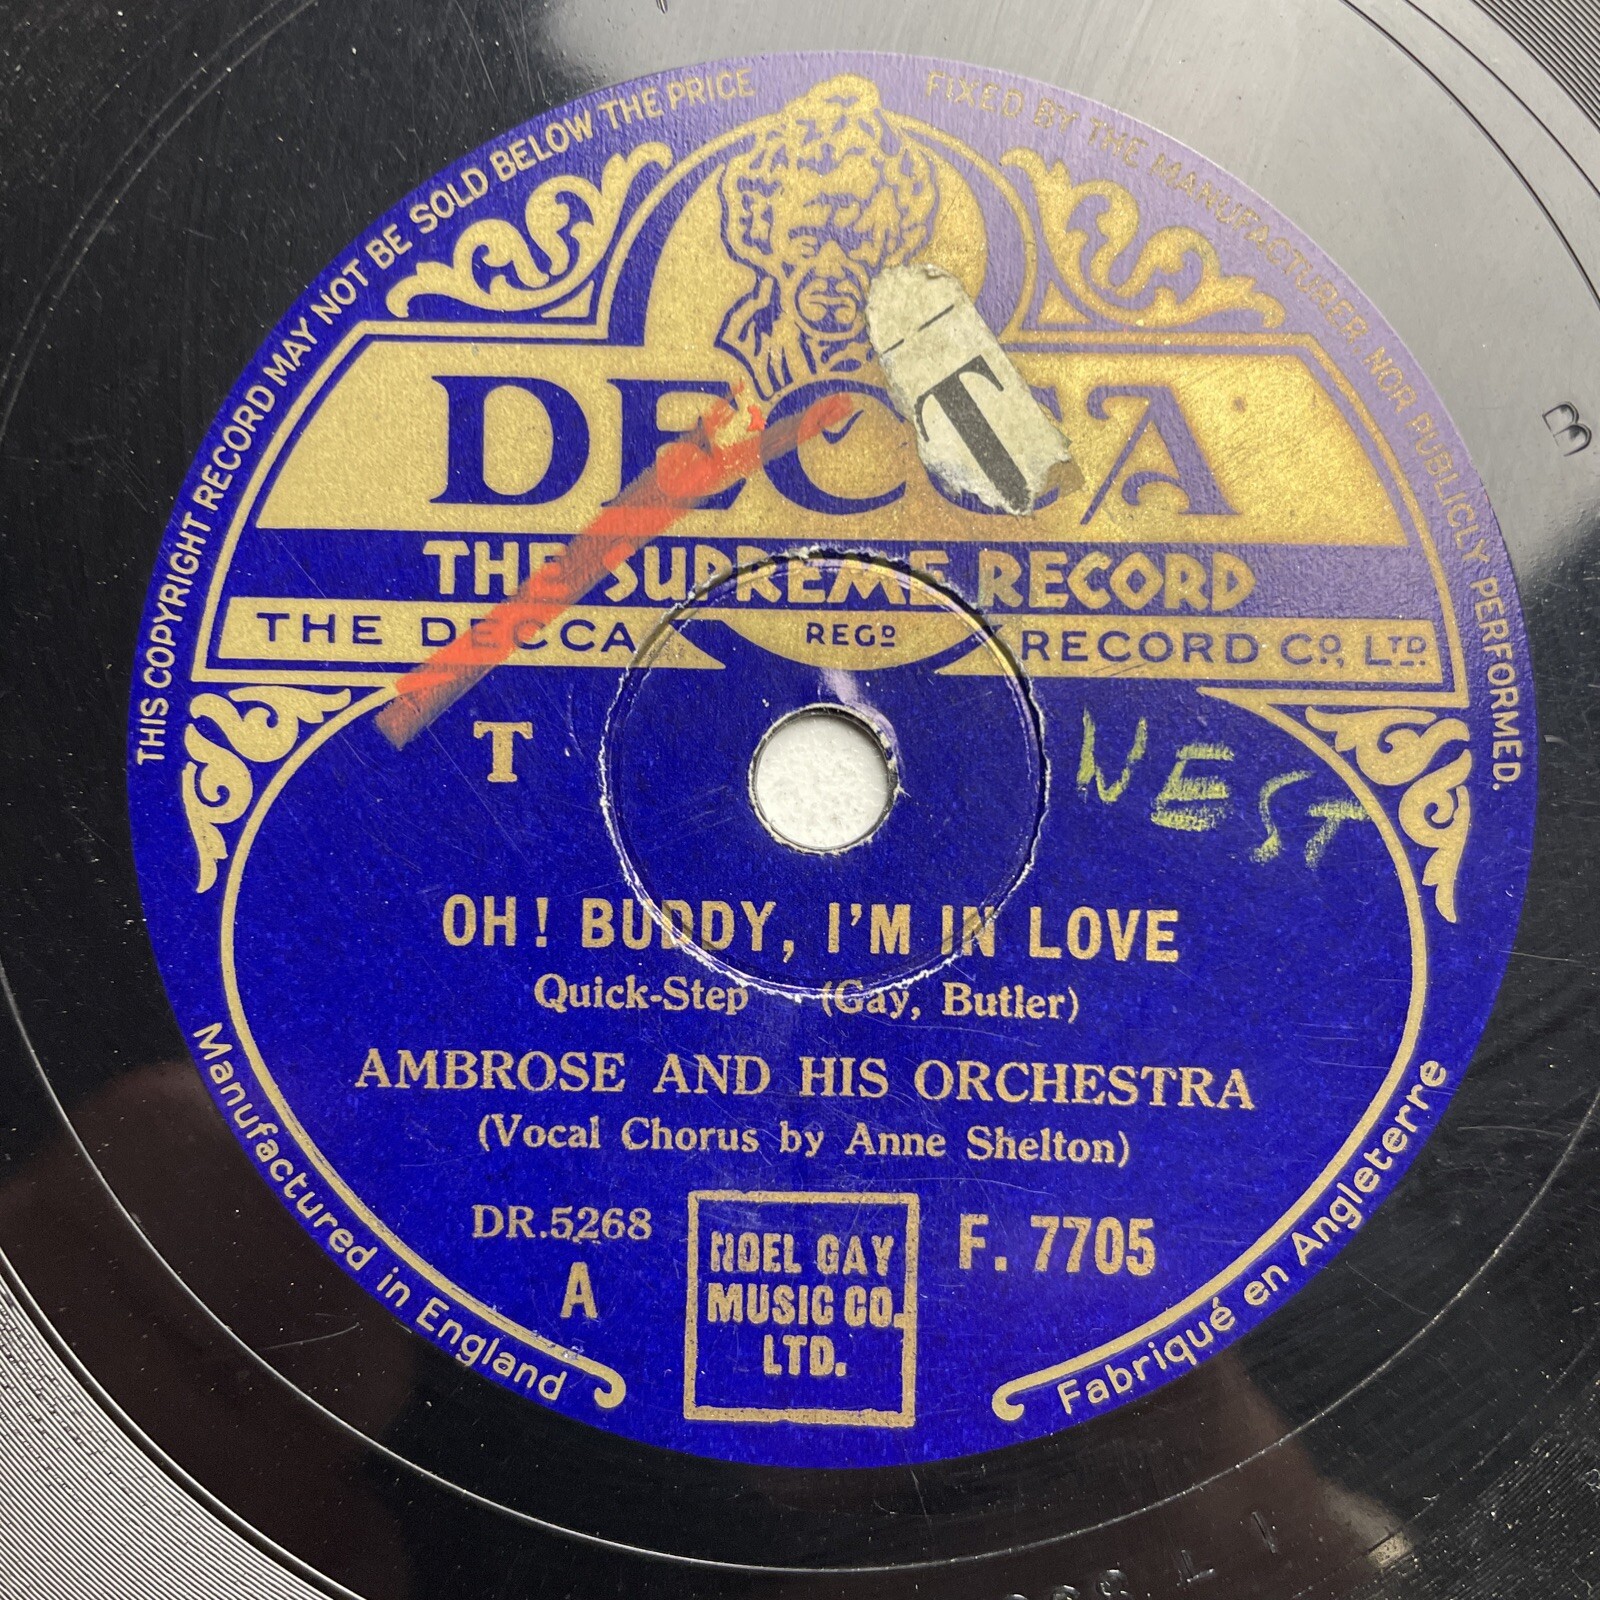 THIS COPYRIGHT RECORD MAY NOT BE SOLD BELOW THE PRICE FIXED BY THE MANUFACTURER NOR PUBLICLY PERFORMED.
DECCA
T
THE SUPREME RECORD
THE DECCA REGD RECORD CO, LTD.
T
NEST
OH! BUDDY, I'M IN LOVE
Quick-Step (Gay, Butler)
AMBROSE AND HIS ORCHESTRA
(Vocal Chorus by Anne Shelton)
DR.5268
A
NOEL GAY
MUSIC CO.
LTD.
F. 7705
Manufactured in England
Fabriqué en Angleterre
B